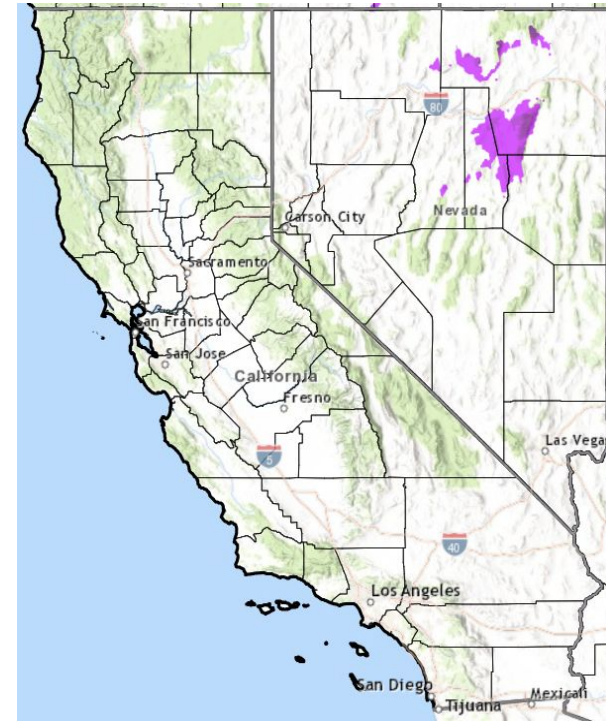 80
Nevada
Carson City
Sacramento
San Francisco
San Jose
California
Fresno
5
Las Vega
40
Los Angeles
San Diego
Tijuana
Mexicali